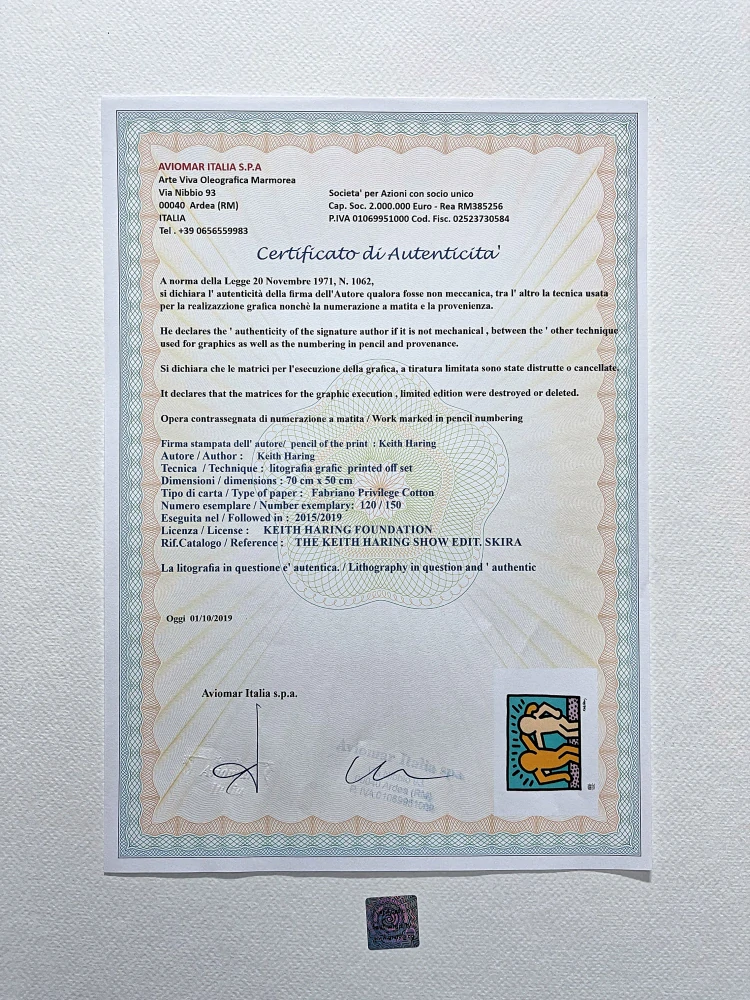 AVIOMAR ITALIA S.P.A
Arte Viva Oleografica Marmorea
Via Nibbio 93
00040 Ardea (RM)
ITALIA
Tel . +39 0656559983
Societa' per Azioni con socio unico
Cap. Soc. 2.000.000 Euro - Rea RM385256
P.IVA 01069951000 Cod. Fisc. 02523730584
Certificato di Autenticita'
A norma della Legge 20 Novembre 1971, N. 1062,
si dichiara l' autenticità della firma dell'Autore qualora fosse non meccanica, tra l' altro la tecnica usata
per la realizazzione grafica nonchè la numerazione a matita e la provenienza.
He declares the ' authenticity of the signature author if it is not mechanical , between the ' other technique
used for graphics as well as the numbering in pencil and provenance.
Si dichiara che le matrici per l'esecuzione della grafica, a tiratura limitata sono state distrutte o cancellate.
It declares that the matrices for the graphic execution , limited edition were destroyed or deleted.
Opera contrassegnata di numerazione a matita / Work marked in pencil numbering
Firma stampata dell' autore/ pencil of the print : Keith Haring
Autore / Author : Keith Haring
Tecnica / Technique : litografia grafic printed off set
Dimensioni / dimensions : 70 cm x 50 cm
Tipo di carta / Type of paper : Fabriano Privilege Cotton
Numero esemplare / Number exemplary: 120 / 150
Eseguita nel / Followed in : 2015/2019
Licenza / License : KEITH HARING FOUNDATION
Rif.Catalogo / Reference : THE KEITH HARING SHOW EDIT. SKIRA
La litografia in questione e' autentica. / Lithography in question and ' authentic
Oggi 01/10/2019
Aviomar Italia s.p.a.
Aviomar Italia spa
Ardea (RM)
P. IVA 01069951000